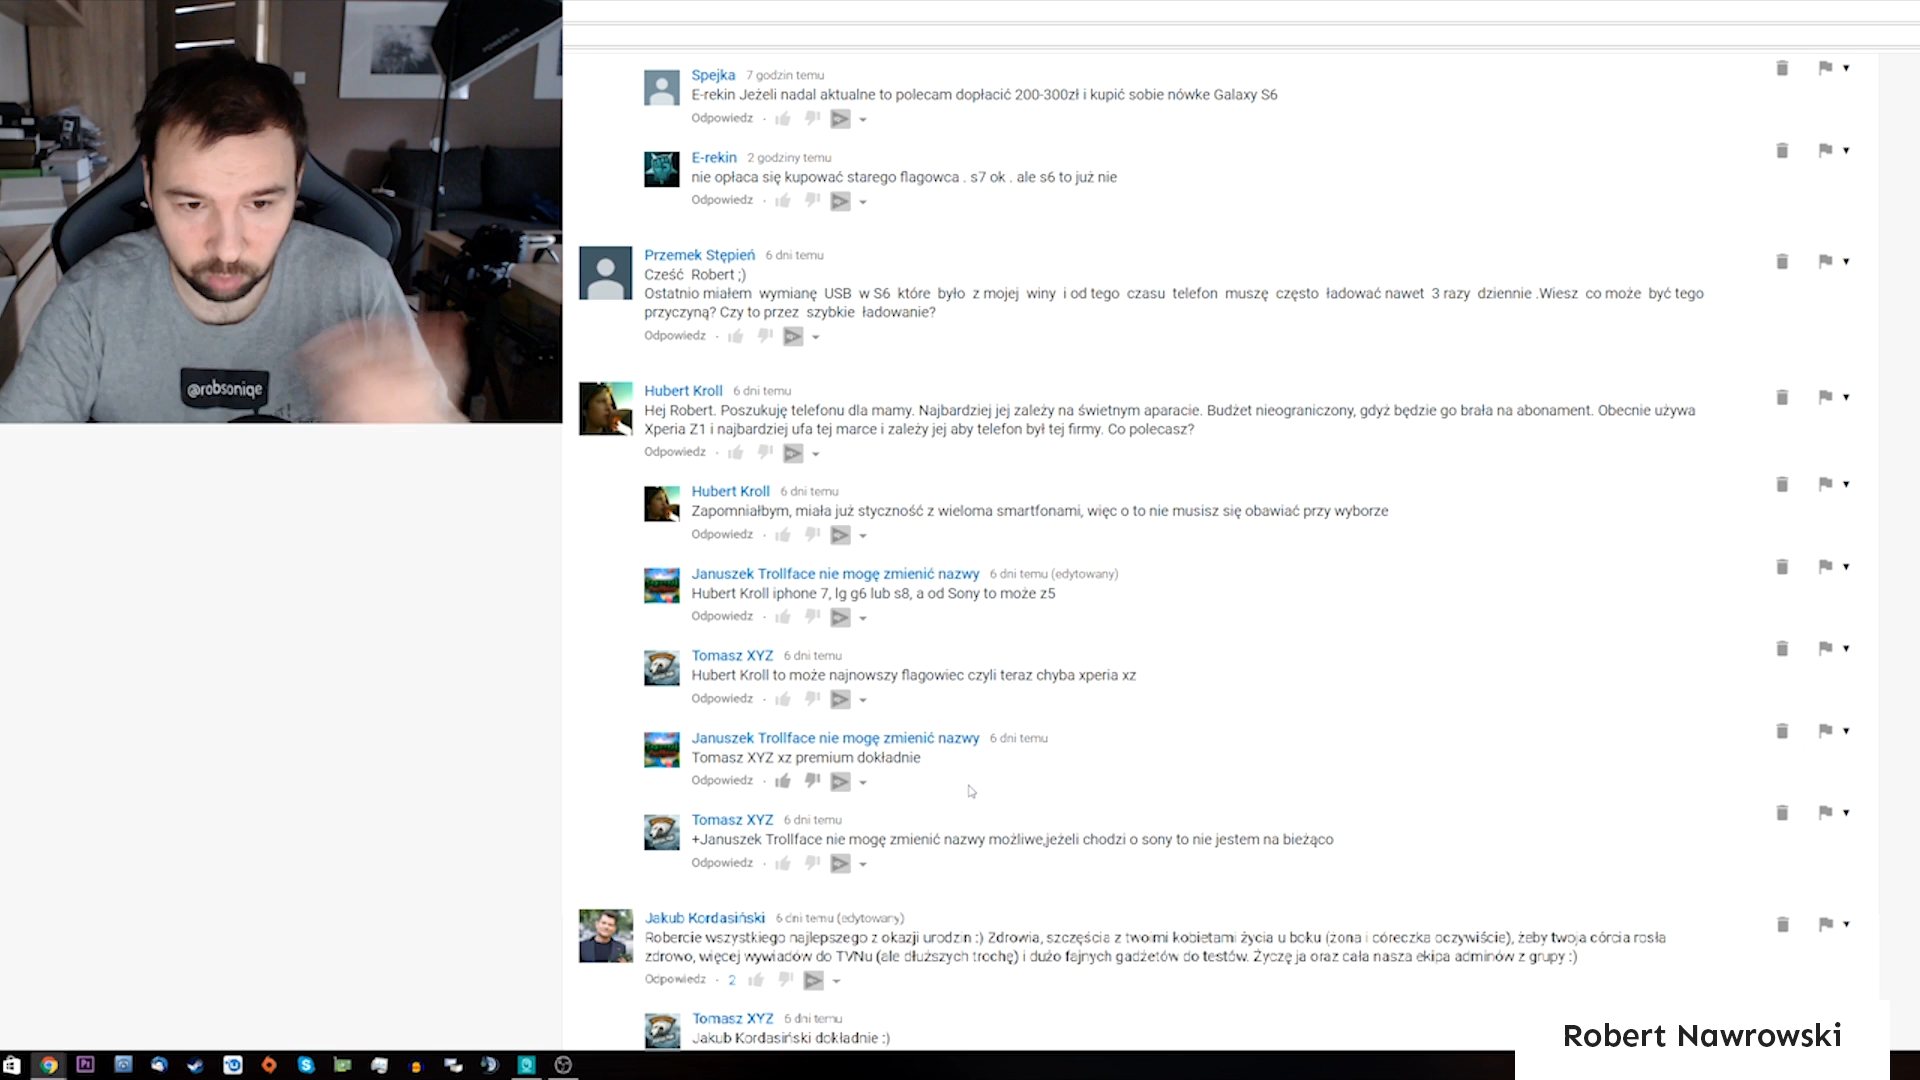 POWERLUX
@robsoniqe
Spejka 7 godzin temu
E-rekin Jeżeli nadal aktualne to polecam dopłacić 200-300zł i kupić sobie nówke Galaxy S6
Odpowiedz
E-rekin 2 godziny temu
nie opłaca się kupować starego flagowca . s7 ok . ale s6 to już nie
Odpowiedz
Przemek Stępień 6 dni temu
Cześć Robert ;)
Ostatnio miałem wymianę USB w S6 które było z mojej winy i od tego czasu telefon muszę często ładować nawet 3 razy dziennie .Wiesz co może być tego
przyczyną? Czy to przez szybkie ładowanie?
Odpowiedz
Hubert Kroll 6 dni temu
Hej Robert. Poszukuję telefonu dla mamy. Najbardziej jej zależy na świetnym aparacie. Budżet nieograniczony, gdyż będzie go brała na abonament. Obecnie używa
Xperia Z1 i najbardziej ufa tej marce i zależy jej aby telefon był tej firmy. Co polecasz?
Odpowiedz
Hubert Kroll 6 dni temu
Zapomniałbym, miała już styczność z wieloma smartfonami, więc o to nie musisz się obawiać przy wyborze
Odpowiedz
Januszek Trollface nie mogę zmienić nazwy 6 dni temu (edytowany)
Hubert Kroll iphone 7, lg g6 lub s8, a od Sony to może z5
Odpowiedz
Tomasz XYZ 6 dni temu
Hubert Kroll to może najnowszy flagowiec czyli teraz chyba xperia xz
Odpowiedz
Januszek Trollface nie mogę zmienić nazwy 6 dni temu
Tomasz XYZ xz premium dokładnie
Odpowiedz
Tomasz XYZ 6 dni temu
+Januszek Trollface nie mogę zmienić nazwy możliwe,jeżeli chodzi o sony to nie jestem na bieżąco
Odpowiedz
Jakub Kordasiński 6 dni temu (edytowany)
Robercie wszystkiego najlepszego z okazji urodzin :) Zdrowia, szczęścia z twoimi kobietami życia u boku (żona i córeczka oczywiście), żeby twoja córcia rosła
zdrowo, więcej wywiadów do TVNu (ale dłuższych trochę) i dużo fajnych gadżetów do testów. Życzę ja oraz cała nasza ekipa adminów z grupy :)
Odpowiedz 2
Tomasz XYZ 6 dni temu
Jakub Kordasiński dokładnie :)
Robert Nawrowski